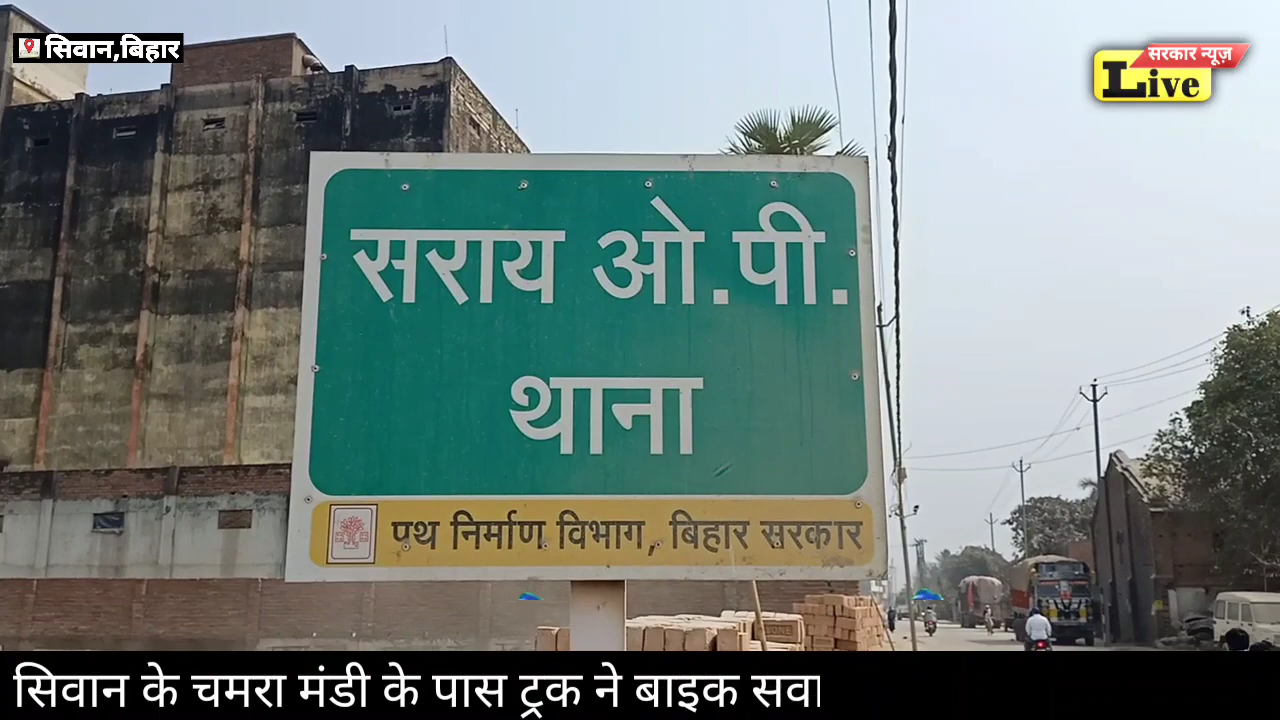 सिवान,बिहार
सरकार न्यूज़
Live
सराय ओ.पी.
थाना
पथ निर्माण विभाग, बिहार सरकार
सिवान के चमरा मंडी के पास ट्रक ने बाइक सवा